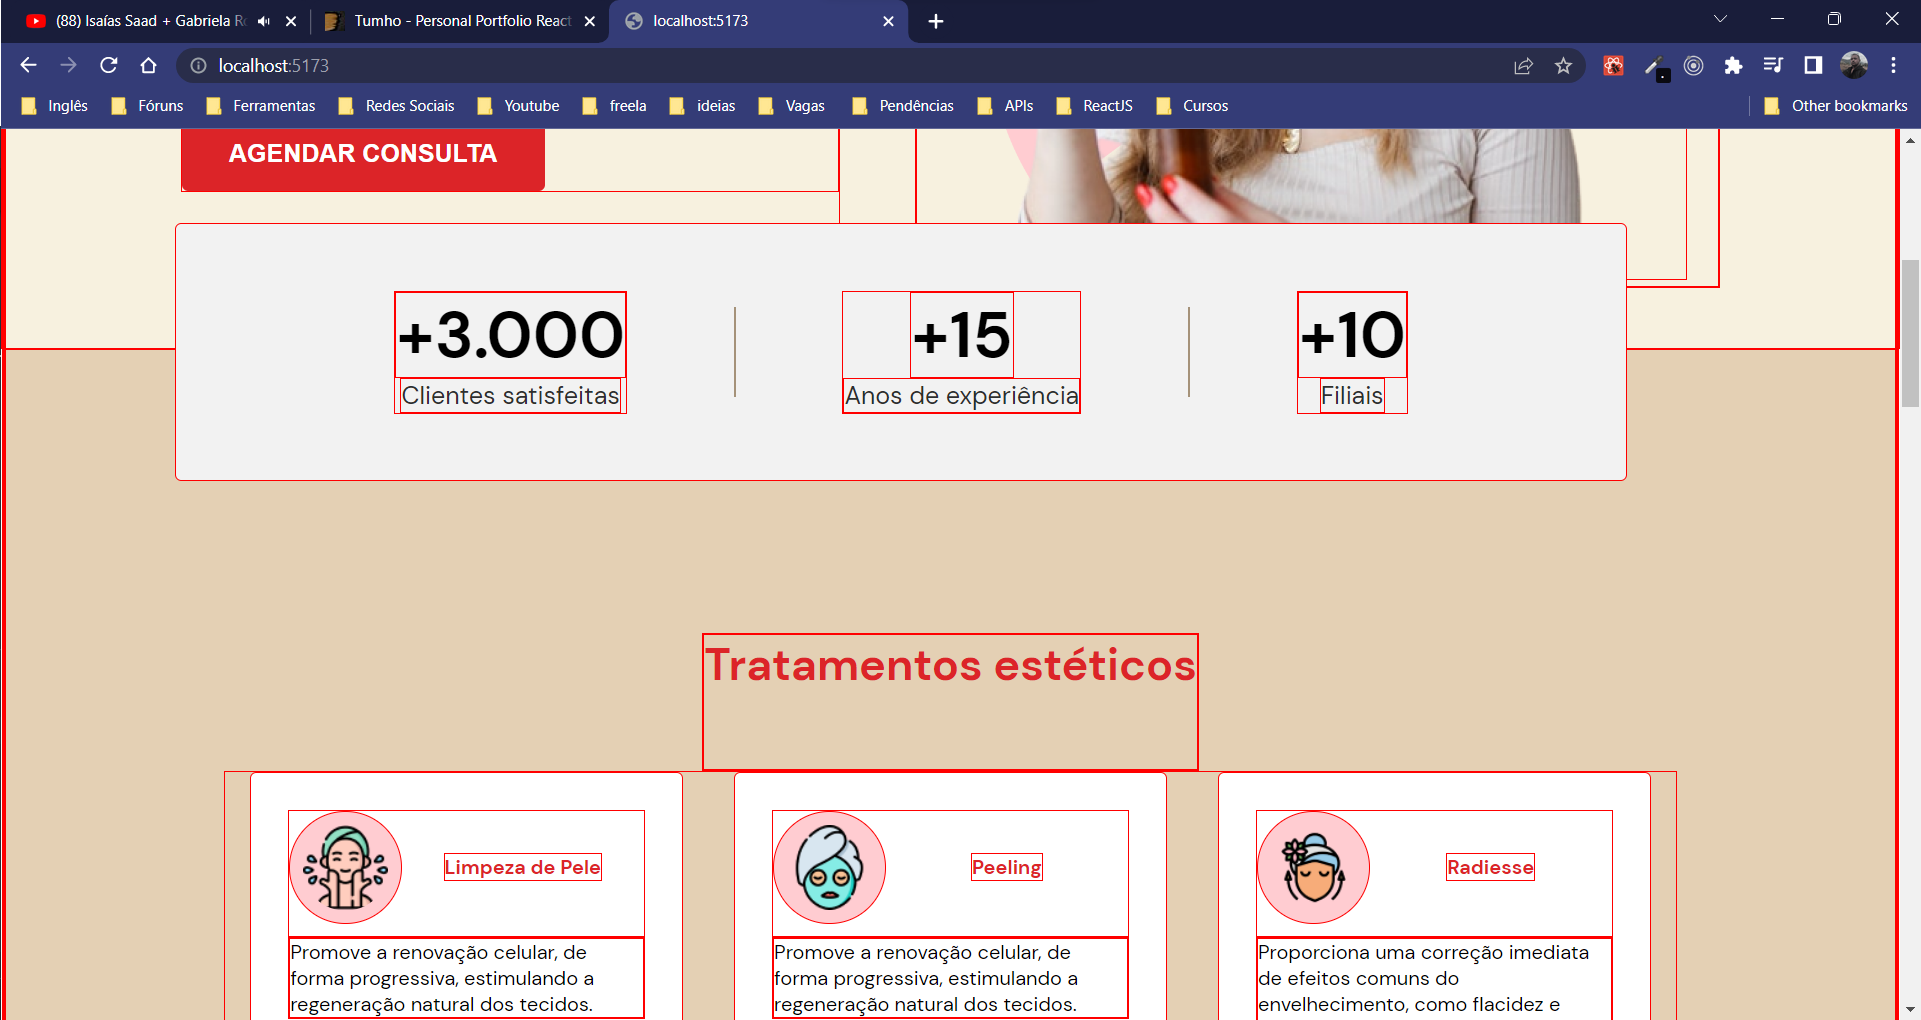 (88) Isaías Saad + Gabriela
Tumho - Personal Portfolio React
localhost:5173
localhost:5173
Inglês
Fóruns
Ferramentas
Redes Sociais
Youtube
freela
ideias
Vagas
Pendências
APIs
ReactJS
Cursos
Other bookmarks
AGENDAR CONSULTA
+3.000
Clientes satisfeitas
+15
Anos de experiência
+10
Filiais
Tratamentos estéticos
Limpeza de Pele
Promove a renovação celular, de
forma progressiva, estimulando a
regeneração natural dos tecidos.
Peeling
Promove a renovação celular, de
forma progressiva, estimulando a
regeneração natural dos tecidos.
Radiesse
Proporciona uma correção imediata
de efeitos comuns do
envelhecimento, como flacidez e